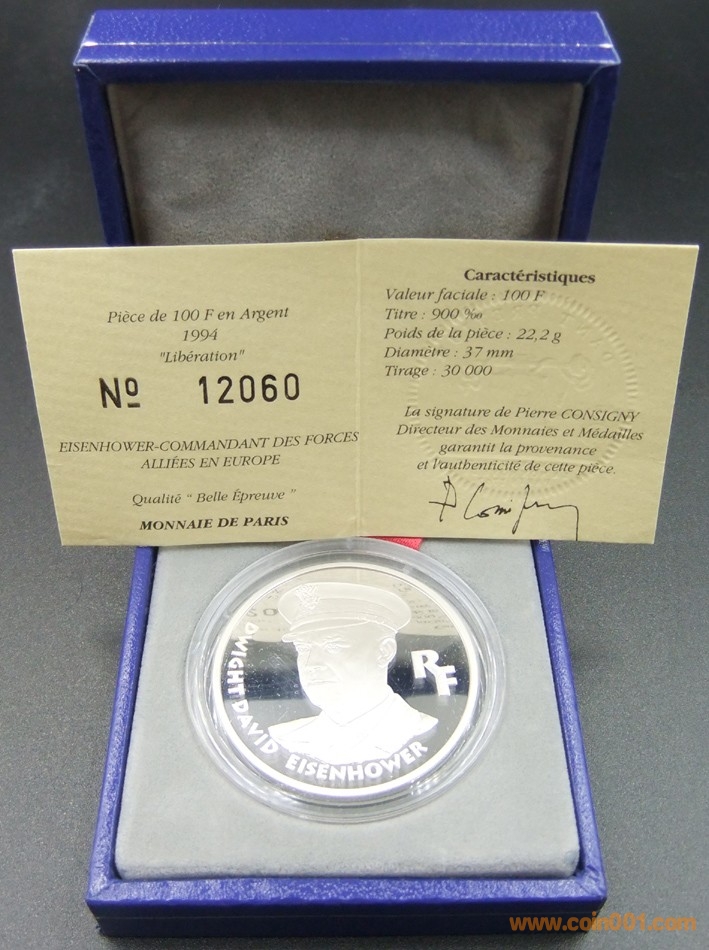 Pièce de 100 F en Argent
1994
"Libération"
Nº 12060
EISENHOWER-COMMANDANT DES FORCES
ALLIÉES EN EUROPE
Qualité " Belle Épreuve "
MONNAIE DE PARIS
Caractéristiques
Valeur faciale : 100 F
Titre : 900 ‰
Poids de la pièce : 22,2 g
Diamètre : 37 mm
Tirage : 30 000
La signature de Pierre CONSIGNY
Directeur des Monnaies et Médailles
garantit la provenance
et l'authenticité de cette pièce.
DWIGHT DAVID EISENHOWER
RF
www.coin001.com